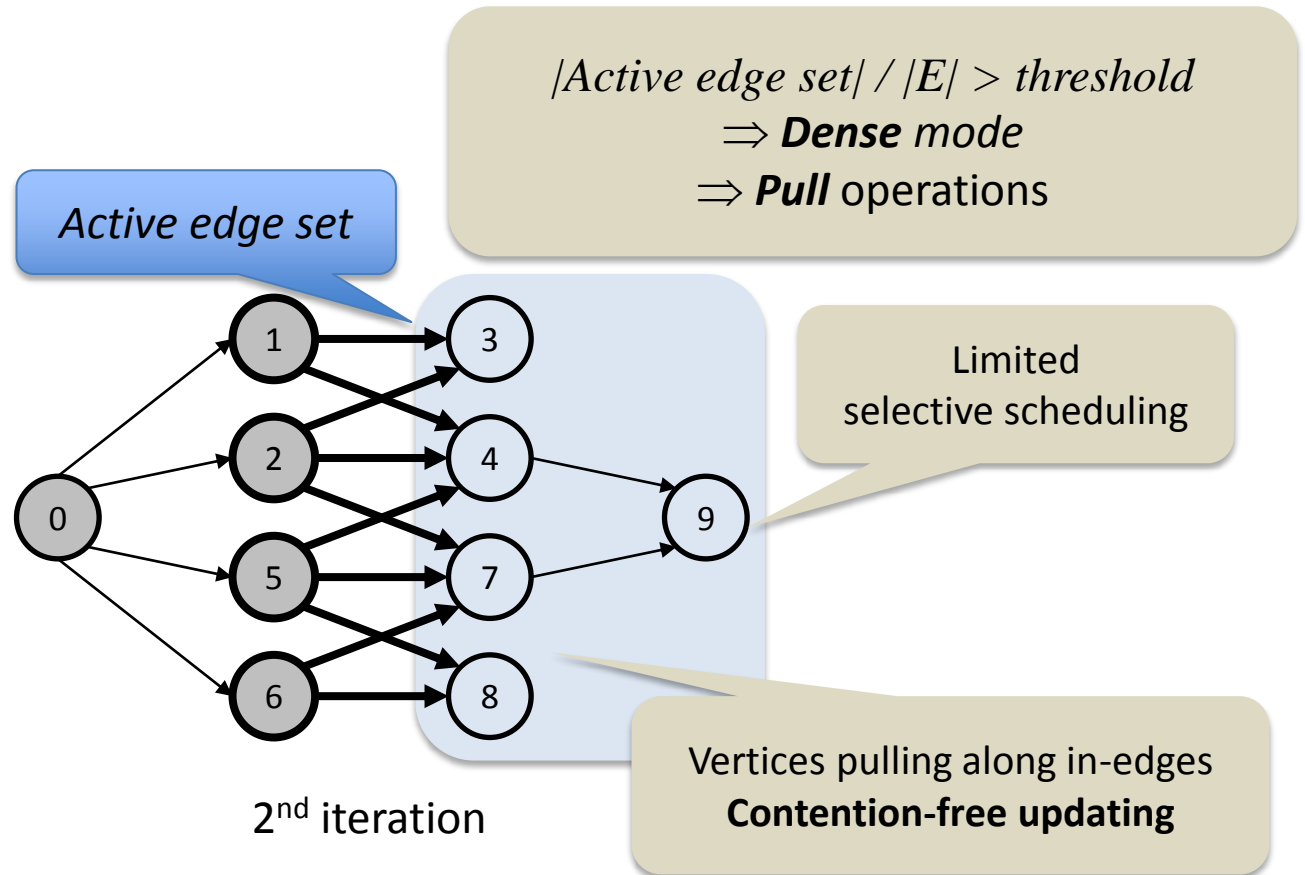 |Active edge set| / |E| > threshold
⇒ Dense mode
⇒ Pull operations
Active edge set
1
3
Limited
selective scheduling
2
4
0
9
5
7
6
8
Vertices pulling along in-edges
Contention-free updating
2nd iteration